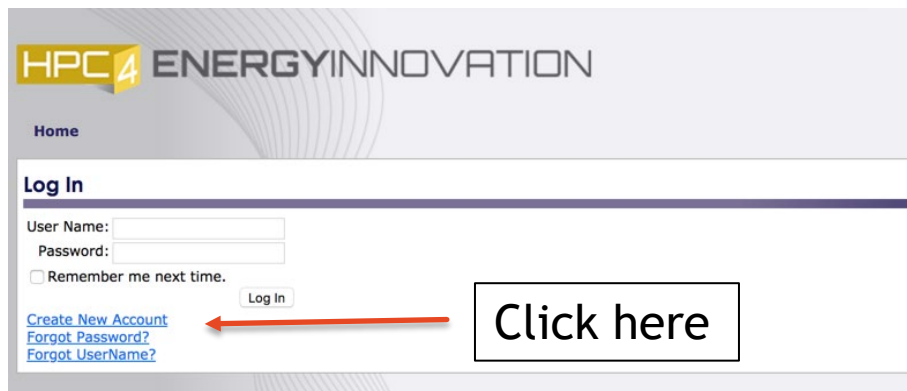 HPC4 ENERGYINNOVATION
Home
Log In
User Name:
Password:
Remember me next time.
Log In
Create New Account
Click here
Forgot Password?
Forgot UserName?